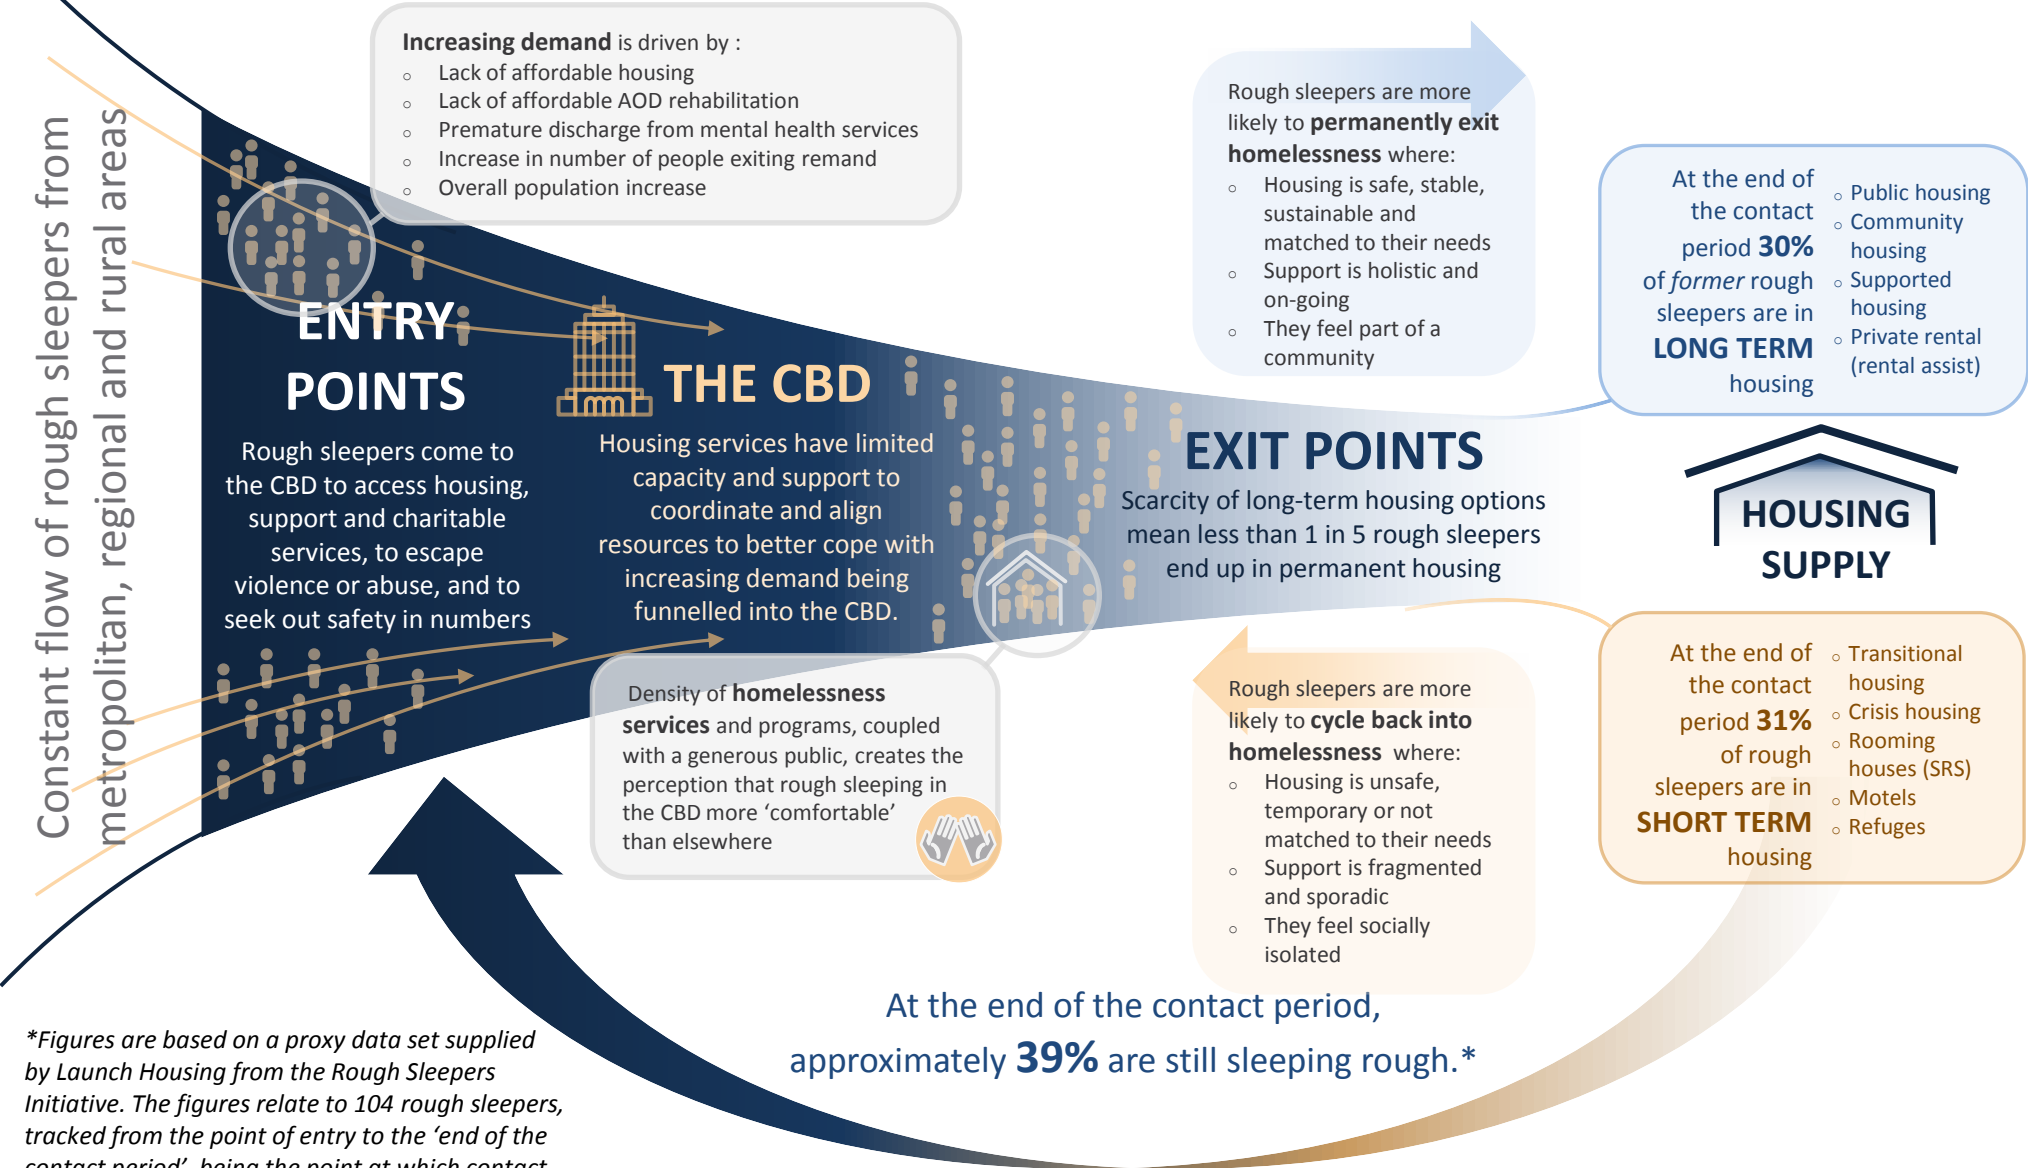 Constant flow of rough sleepers from
metropolitan, regional and rural areas
Increasing demand is driven by :
○ Lack of affordable housing
○ Lack of affordable AOD rehabilitation
○ Premature discharge from mental health services
○ Increase in number of people exiting remand
○ Overall population increase
ENTRY
POINTS
Rough sleepers come to
the CBD to access housing,
support and charitable
services, to escape
violence or abuse, and to
seek out safety in numbers
THE CBD
Housing services have limited
capacity and support to
coordinate and align
resources to better cope with
increasing demand being
funnelled into the CBD.
Density of homelessness
services and programs, coupled
with a generous public, creates the
perception that rough sleeping in
the CBD more ‘comfortable’
than elsewhere
EXIT POINTS
Scarcity of long-term housing options
mean less than 1 in 5 rough sleepers
end up in permanent housing
Rough sleepers are more
likely to permanently exit
homelessness where:
○ Housing is safe, stable,
sustainable and
matched to their needs
○ Support is holistic and
on-going
○ They feel part of a
community
Rough sleepers are more
likely to cycle back into
homelessness where:
○ Housing is unsafe,
temporary or not
matched to their needs
○ Support is fragmented
and sporadic
○ They feel socially
isolated
At the end of
the contact
period 30%
of former rough
sleepers are in
LONG TERM
housing
○ Public housing
○ Community
housing
○ Supported
housing
○ Private rental
(rental assist)
HOUSING
SUPPLY
At the end of
the contact
period 31%
of rough
sleepers are in
SHORT TERM
housing
○ Transitional
housing
○ Crisis housing
○ Rooming
houses (SRS)
○ Motels
○ Refuges
At the end of the contact period,
approximately 39% are still sleeping rough.*
*Figures are based on a proxy data set supplied
by Launch Housing from the Rough Sleepers
Initiative. The figures relate to 104 rough sleepers,
tracked from the point of entry to the ‘end of the
contact period’, being the point at which contact